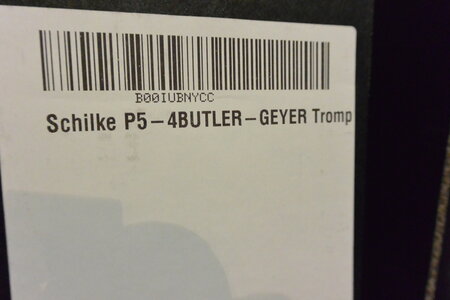 B00IUBNYCC
Schilke P5-4BUTLER-GEYER Tromp